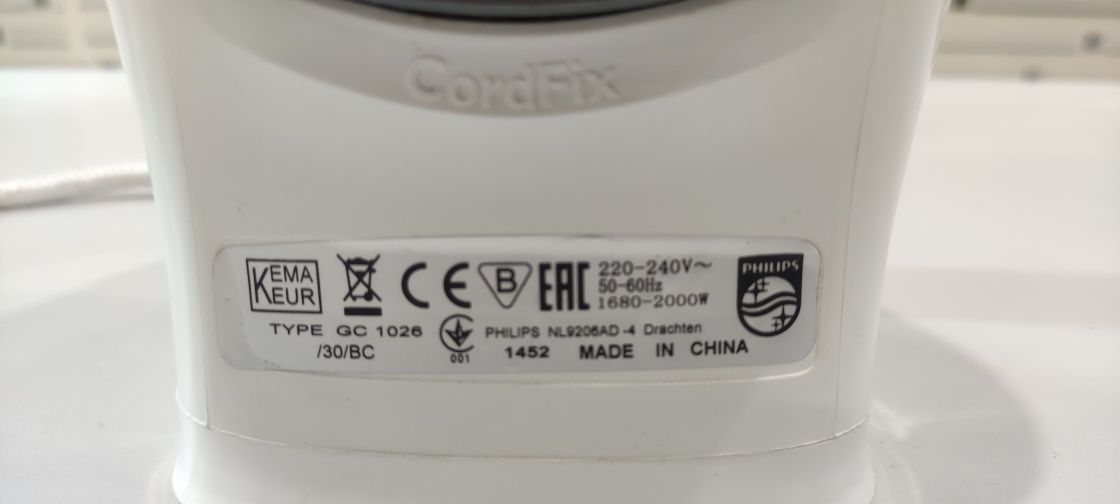 CordFix
KEMA
KEUR
CE
B
EAC
220-240V~
50-60Hz
1680-2000W
PHILIPS
TYPE GC 1026
/30/BC
001
PHILIPS NL9206AD-4 Drachten
1452 MADE IN CHINA